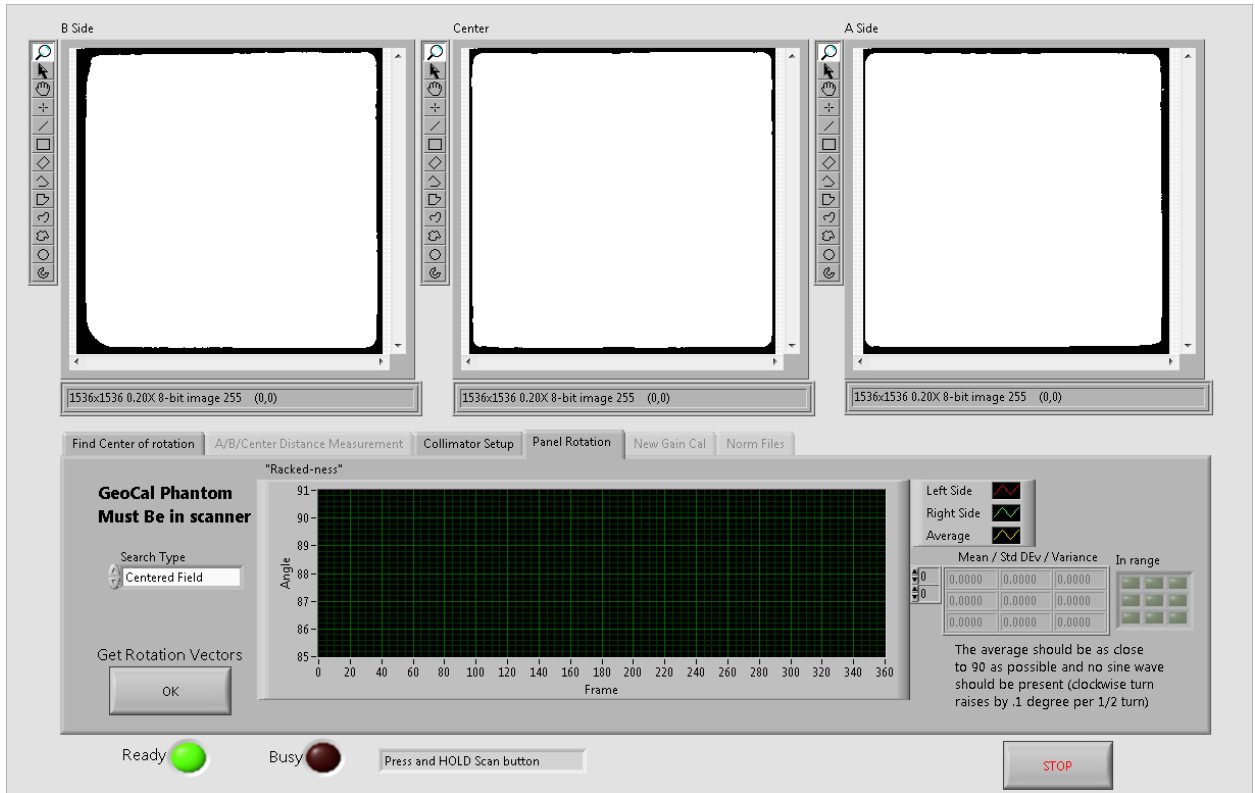 B Side
Center
A Side
1536x1536 0.20X 8-bit image 255 (0,0)
1536x1536 0.20X 8-bit image 255 (0,0)
1536x1536 0.20X 8-bit image 255 (0,0)
Find Center of rotation
A/B/Center Distance Measurement
Collimator Setup
Panel Rotation
New Gain Cal
Norm Files
GeoCal Phantom
Must Be in scanner
Search Type
Centered Field
Get Rotation Vectors
OK
"Racked-ness"
Angle
91
90
89
88
87
86
85
0 20 40 60 80 100 120 140 160 180 200 220 240 260 280 300 320 340 360
Frame
Left Side
Right Side
Average
Mean / Std DEv / Variance
In range
0
0
0.0000 0.0000 0.0000
0.0000 0.0000 0.0000
0.0000 0.0000 0.0000
The average should be as close
to 90 as possible and no sine wave
should be present (clockwise turn
raises by .1 degree per 1/2 turn)
Ready
Busy
Press and HOLD Scan button
STOP